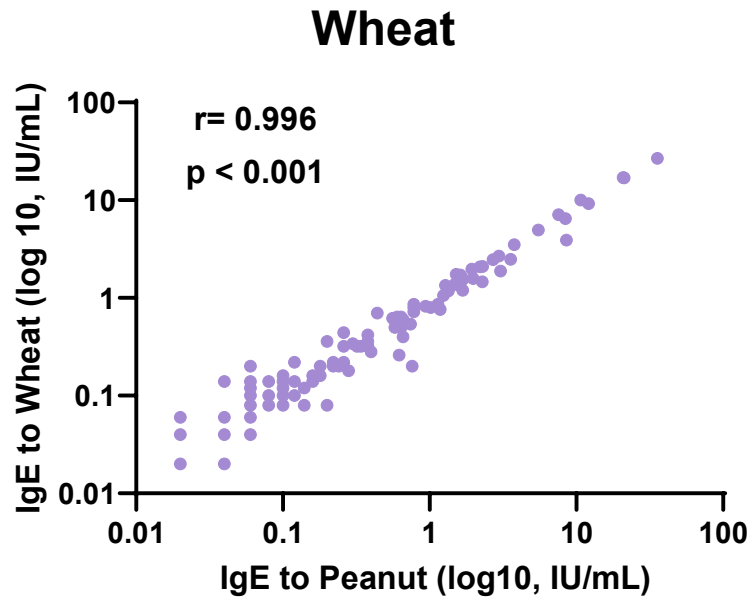 Wheat
r= 0.996
p < 0.001
IgE to Wheat (log 10, IU/mL)
100
10
1
0.1
0.01
0.01 0.1 1 10 100
IgE to Peanut (log10, IU/mL)